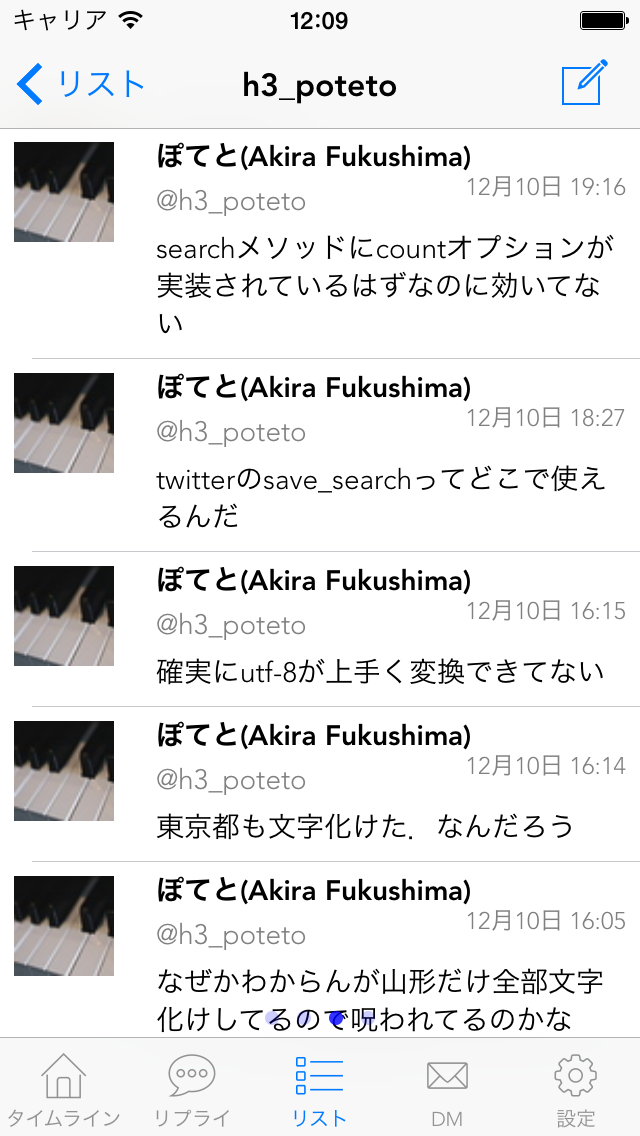 キャリア 12:09
リスト h3_poteto
ぽてと(Akira Fukushima)
12月10日 19:16
@h3_poteto
searchメソッドにcountオプションが
実装されているはずなのに効いてな
い
ぽてと(Akira Fukushima)
12月10日 18:27
@h3_poteto
twitterのsave_searchってどこで使え
るんだ
ぽてと(Akira Fukushima)
12月10日 16:15
@h3_poteto
確実にutf-8が上手く変換できてない
ぽてと(Akira Fukushima)
12月10日 16:14
@h3_poteto
東京都も文字化けた．なんだろう
ぽてと(Akira Fukushima)
12月10日 16:05
@h3_poteto
なぜかわからんが山形だけ全部文字
化けしてるので呪われてるのかな
タイムライン リプライ リスト DM 設定